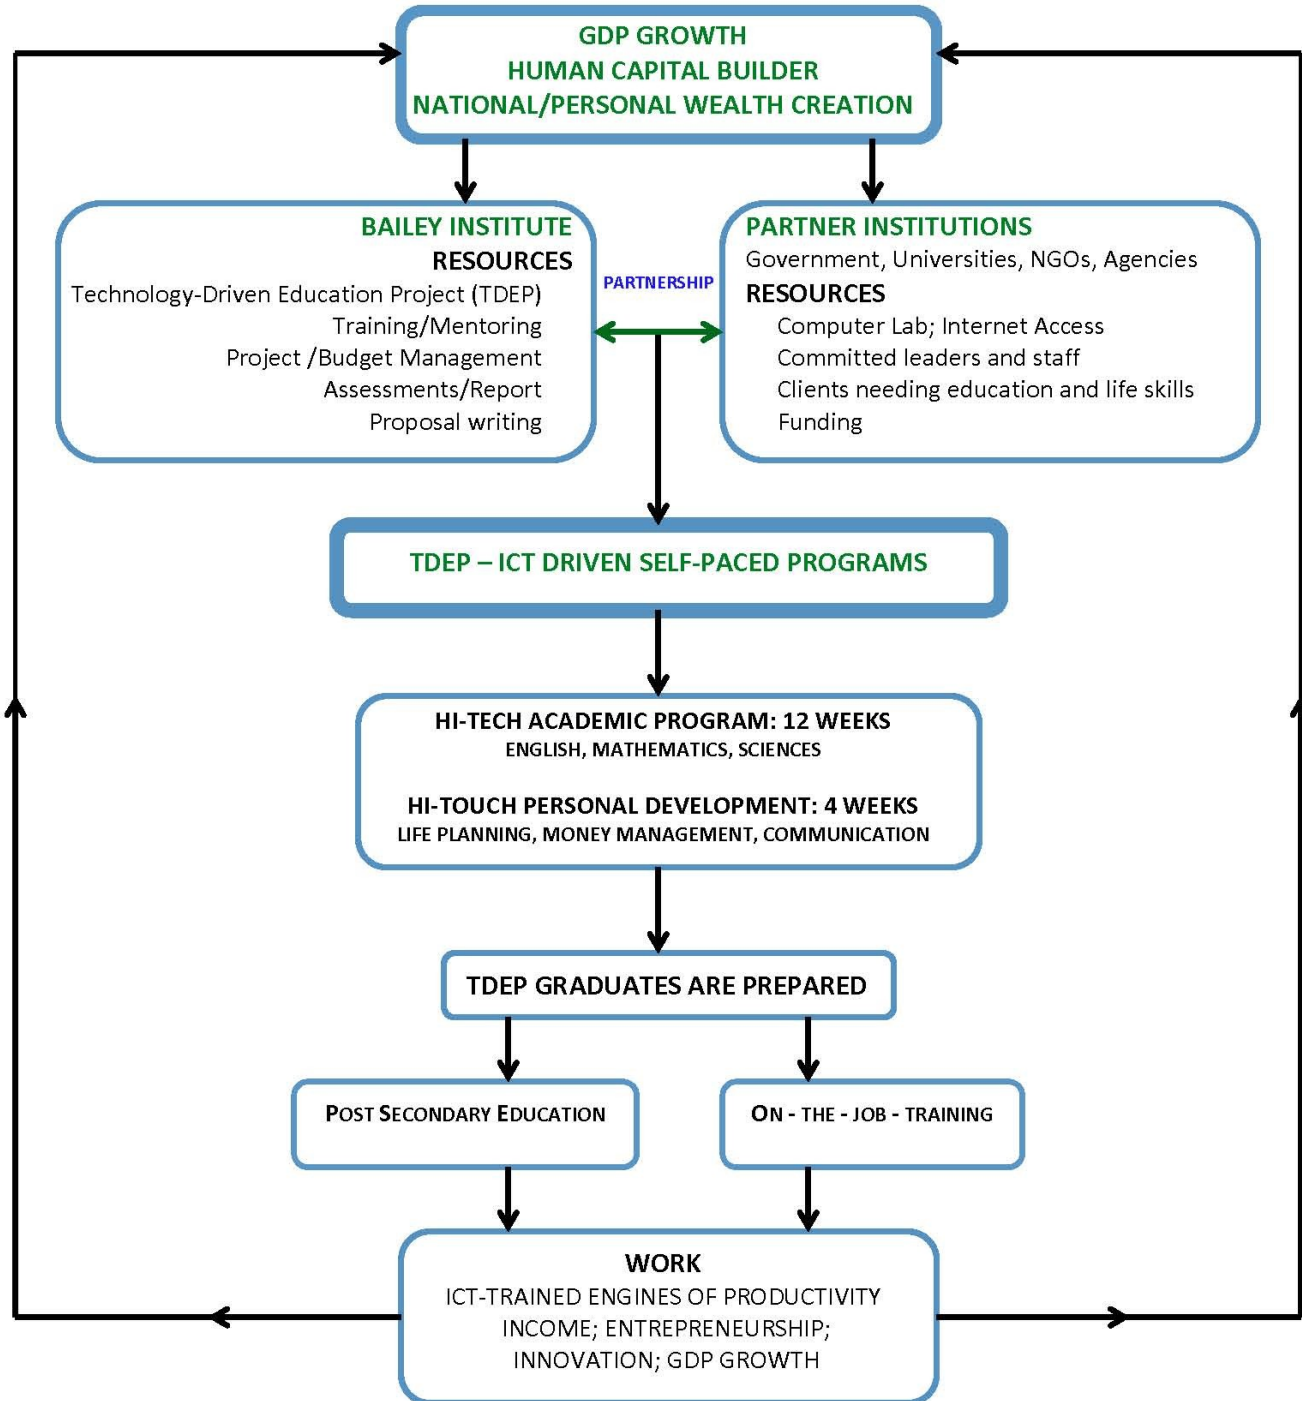 GDP GROWTH
HUMAN CAPITAL BUILDER
NATIONAL/PERSONAL WEALTH CREATION
BAILEY INSTITUTE
RESOURCES
Technology-Driven Education Project (TDEP)
Training/Mentoring
Project /Budget Management
Assessments/Report
Proposal writing
PARTNERSHIP
PARTNER INSTITUTIONS
Government, Universities, NGOs, Agencies
RESOURCES
Computer Lab; Internet Access
Committed leaders and staff
Clients needing education and life skills
Funding
TDEP – ICT DRIVEN SELF-PACED PROGRAMS
HI-TECH ACADEMIC PROGRAM: 12 WEEKS
ENGLISH, MATHEMATICS, SCIENCES
HI-TOUCH PERSONAL DEVELOPMENT: 4 WEEKS
LIFE PLANNING, MONEY MANAGEMENT, COMMUNICATION
TDEP GRADUATES ARE PREPARED
POST SECONDARY EDUCATION
ON - THE - JOB - TRAINING
WORK
ICT-TRAINED ENGINES OF PRODUCTIVITY
INCOME; ENTREPRENEURSHIP;
INNOVATION; GDP GROWTH